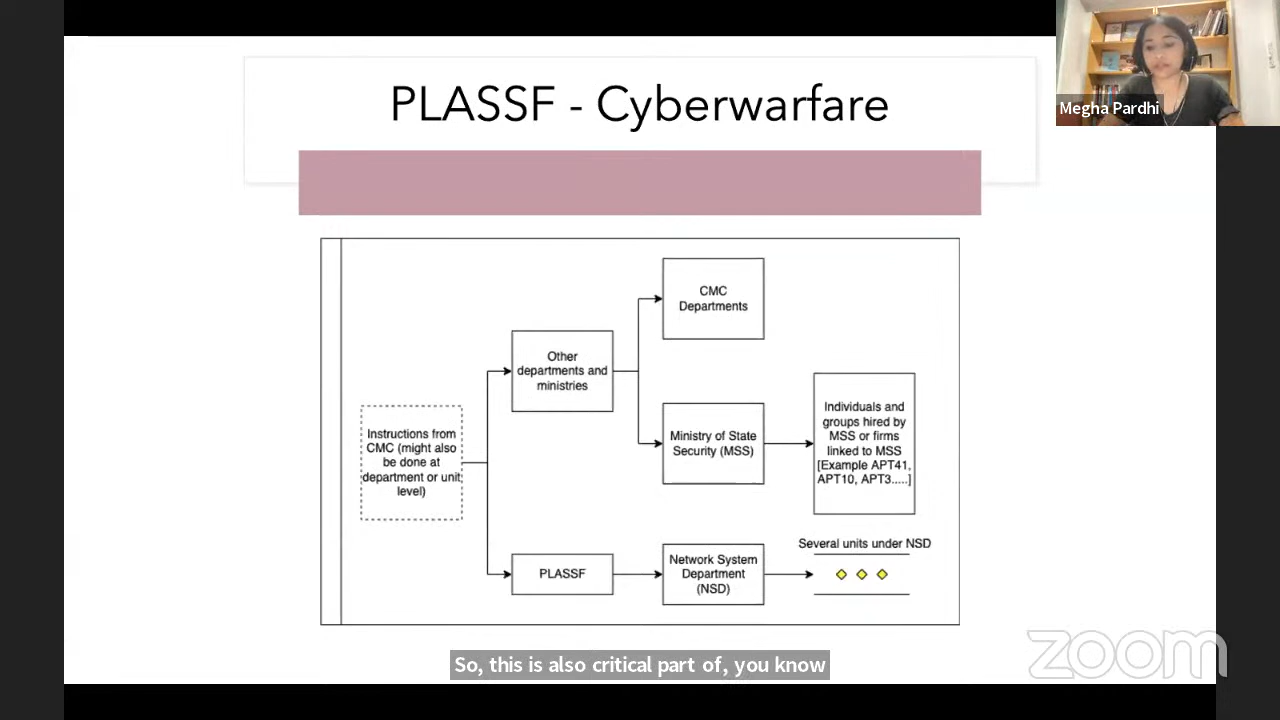 PLASSF - Cyberwarfare
Megha Pardhi
CMC
Departments
Other
departments and
ministries
Individuals and
groups hired by
MSS or firms
linked to MSS
[Example APT41,
APT10, APT3.....]
Instructions from
CMC (might also
be done at
department or unit
level)
Ministry of State
Security (MSS)
Several units under NSD
PLASSF
Network System
Department
(NSD)
So, this is also critical part of, you know
zoom